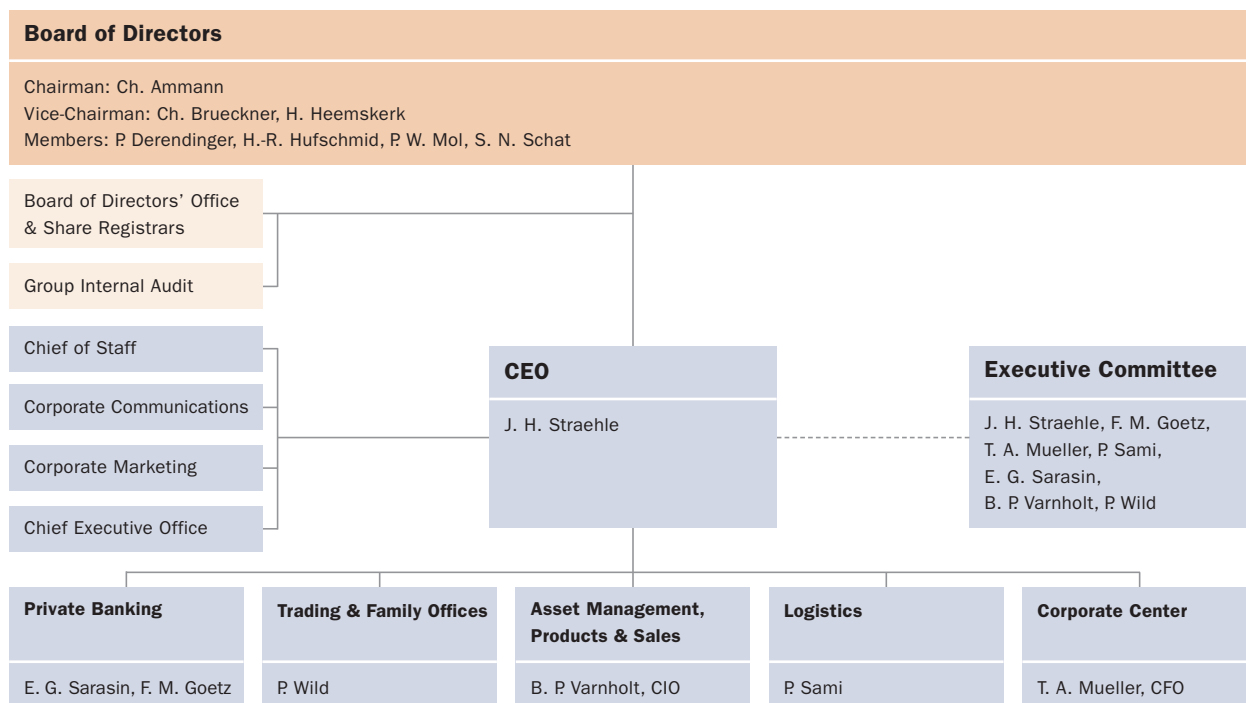 Board of Directors
Chairman: Ch. Ammann
Vice-Chairman: Ch. Brueckner, H. Heemskerk
Members: P. Derendinger, H.-R. Hufschmid, P. W. Mol, S. N. Schat
Board of Directors’ Office
& Share Registrars
Group Internal Audit
Chief of Staff
Corporate Communications
Corporate Marketing
Chief Executive Office
CEO
J. H. Straehle
Executive Committee
J. H. Straehle, F. M. Goetz,
T. A. Mueller, P. Sami,
E. G. Sarasin,
B. P. Varnholt, P. Wild
Private Banking
E. G. Sarasin, F. M. Goetz
Trading & Family Offices
P. Wild
Asset Management,
Products & Sales
B. P. Varnholt, CIO
Logistics
P. Sami
Corporate Center
T. A. Mueller, CFO